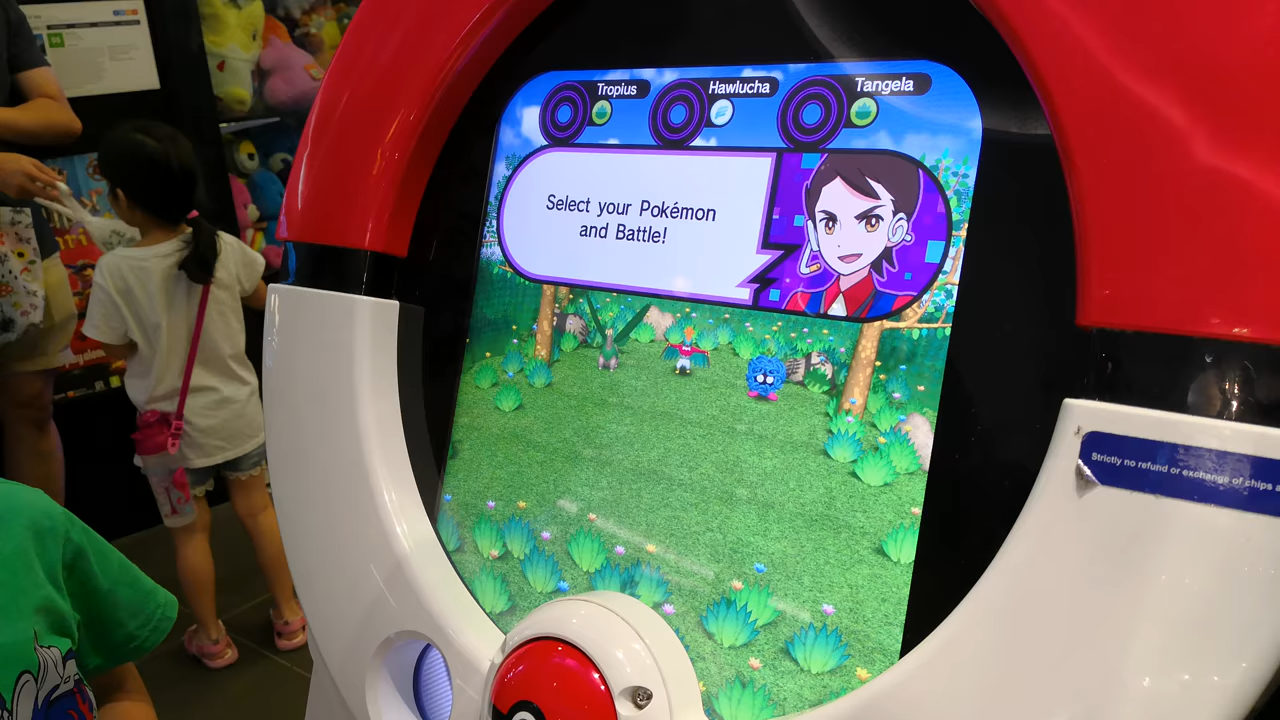 Tropius
Hawlucha
Tangela
Select your Pokémon
and Battle!
Strictly no refund or exchange of chips